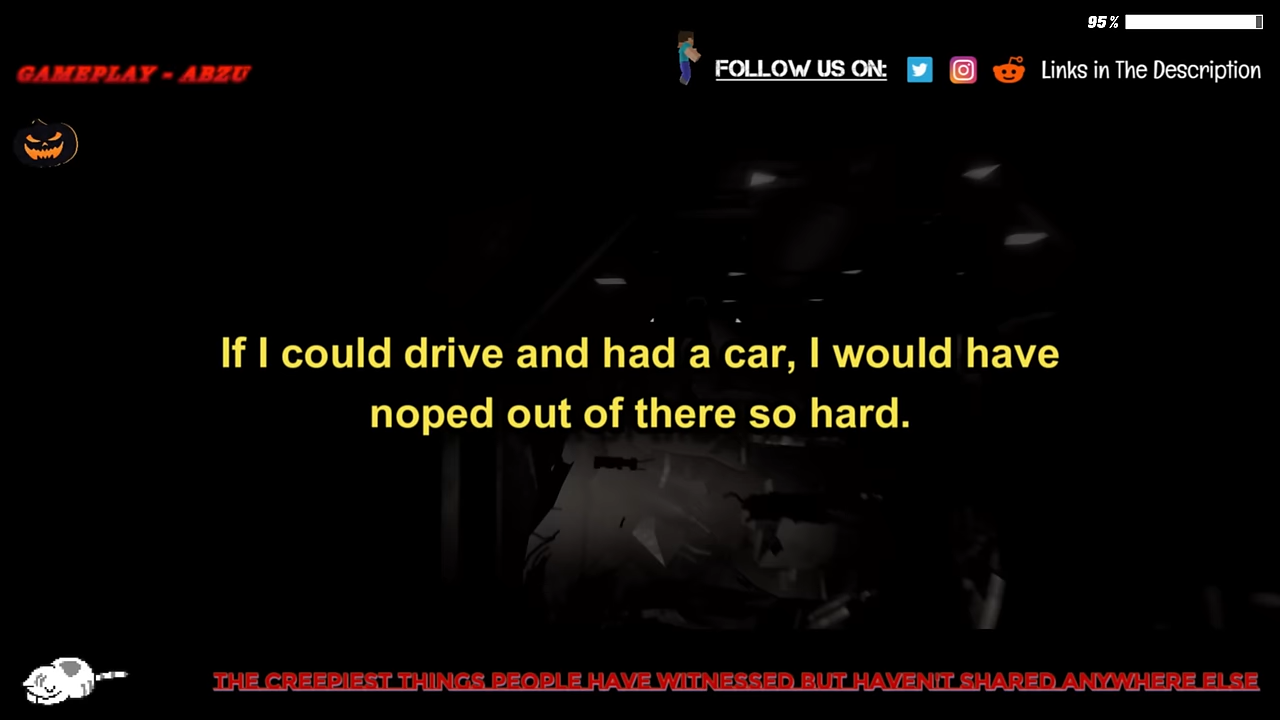 95%
GAMEPLAY - ABZU
FOLLOW US ON:
Links in The Description
If I could drive and had a car, I would have
noped out of there so hard.
THE CREEPIEST THINGS PEOPLE HAVE WITNESSED BUT HAVEN'T SHARED ANYWHERE ELSE